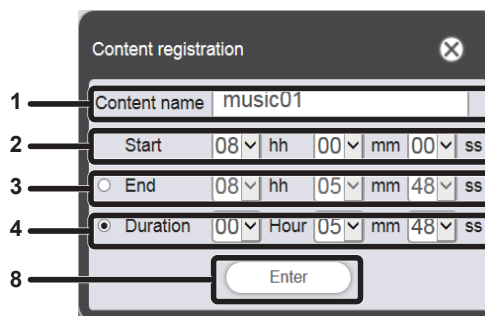 Content registration
1 Content name music01
2 Start 08 hh 00 mm 00 ss
3 End 08 hh 05 mm 48 ss
4 Duration 00 Hour 05 mm 48 ss
8 Enter